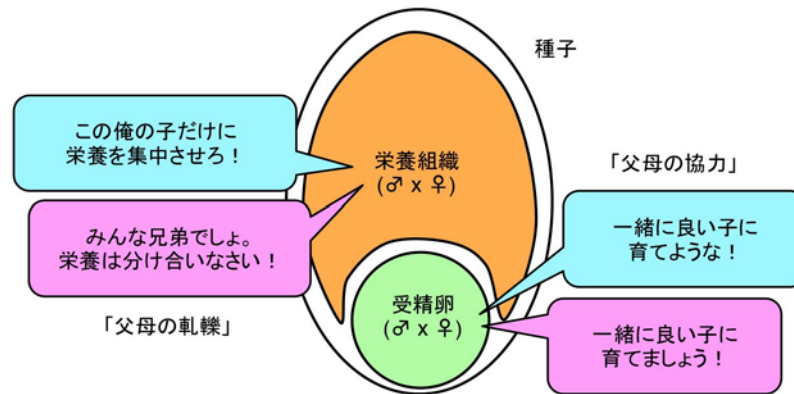 種子
この俺の子だけに
栄養を集中させろ！
栄養組織
(♂ x ♀)
みんな兄弟でしょ。
栄養は分け合いなさい！
「父母の軋轢」
「父母の協力」
一緒に良い子に
育てような！
受精卵
(♂ x ♀)
一緒に良い子に
育てましょう！